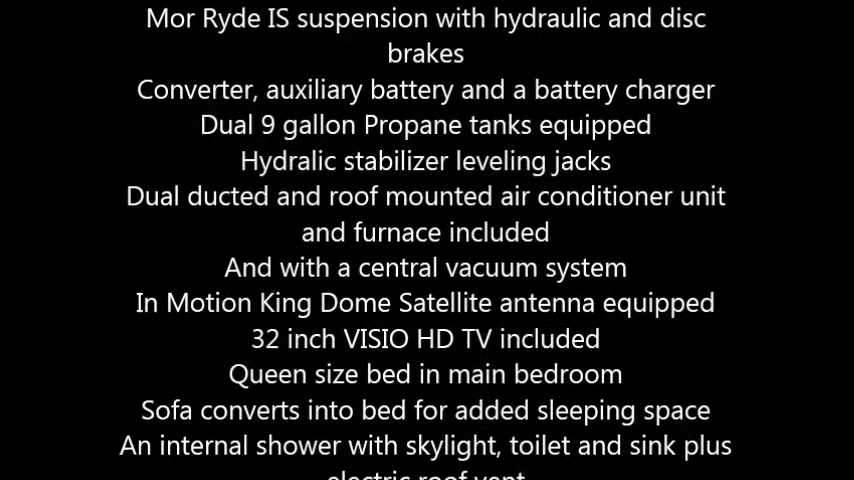 Mor Ryde IS suspension with hydraulic and disc
brakes
Converter, auxiliary battery and a battery charger
Dual 9 gallon Propane tanks equipped
Hydralic stabilizer leveling jacks
Dual ducted and roof mounted air conditioner unit
and furnace included
And with a central vacuum system
In Motion King Dome Satellite antenna equipped
32 inch VISIO HD TV included
Queen size bed in main bedroom
Sofa converts into bed for added sleeping space
An internal shower with skylight, toilet and sink plus
electric roof vent